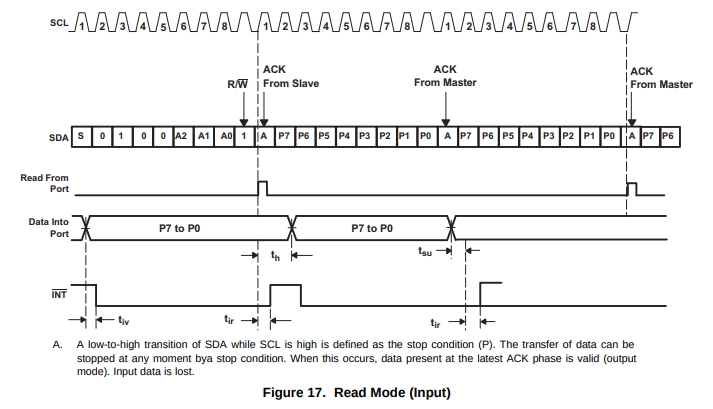 SCL 1 2 3 4 5 6 7 8 1 2 3 4 5 6 7 8 1 2 3 4 5 6 7 8
ACK
From Slave
ACK
From Master
ACK
From Master
R/W̅
SDA S 0 1 0 0 A2 A1 A0 1 A P7 P6 P5 P4 P3 P2 P1 P0 A P7 P6 P5 P4 P3 P2 P1 P0 A P7 P6
Read From
Port
Data Into
Port
P7 to P0 P7 to P0
th tsu
I̅N̅T̅
tiv tir tir
A. A low-to-high transition of SDA while SCL is high is defined as the stop condition (P). The transfer of data can be
stopped at any moment bya stop condition. When this occurs, data present at the latest ACK phase is valid (output
mode). Input data is lost.
Figure 17. Read Mode (Input)